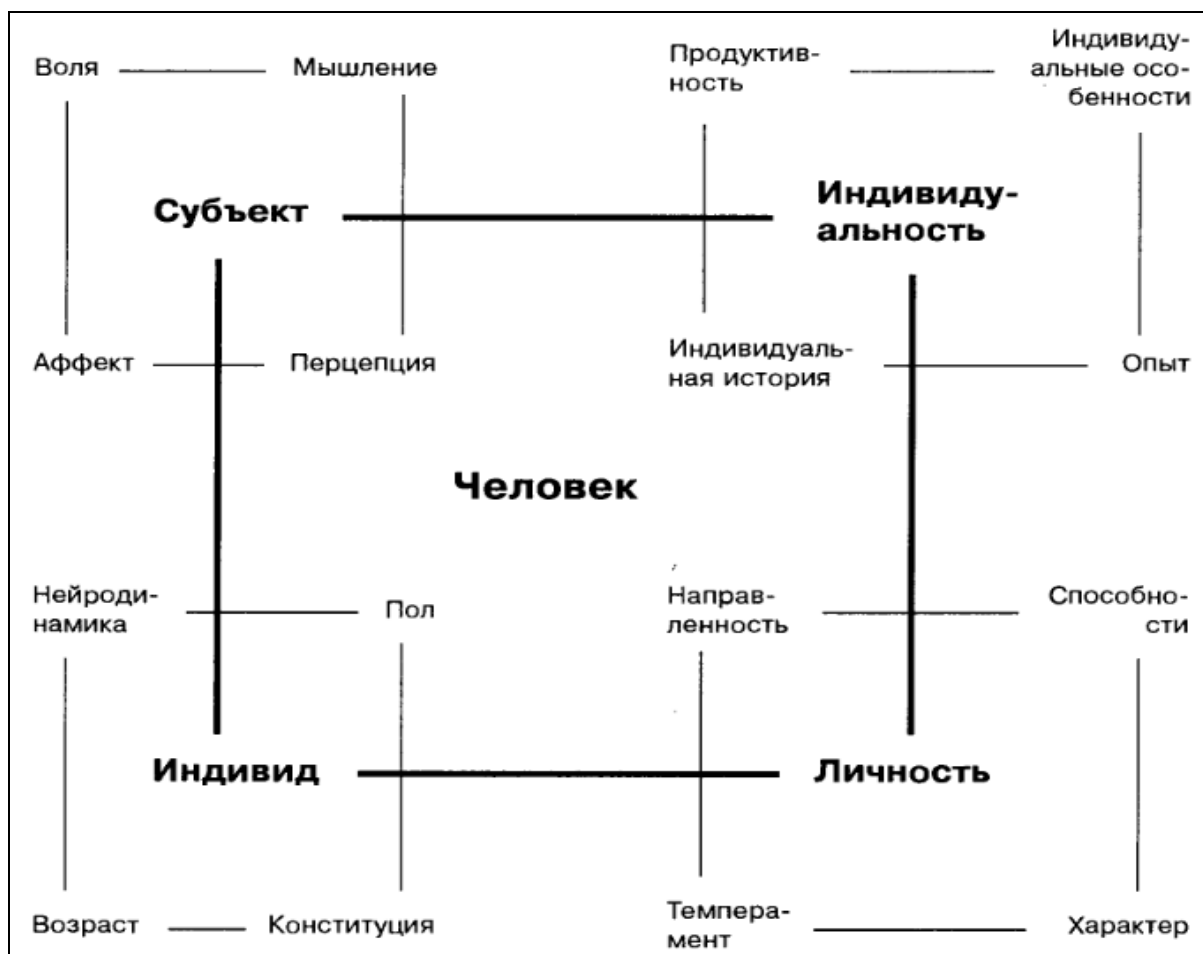 Воля
Мышление
Продуктив-
ность
Индивиду-
альные осо-
бенности
Субъект
Индивиду-
альность
Аффект
Перцепция
Индивидуаль-
ная история
Опыт
Человек
Нейроди-
намика
Пол
Направ-
ленность
Способно-
сти
Индивид
Личность
Возраст
Конституция
Темпера-
мент
Характер